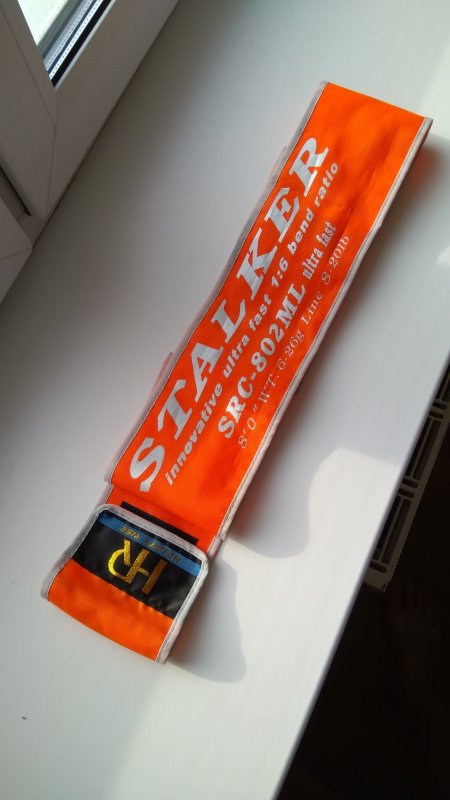 STALKER
innovative ultra fast 1:6 bend ratio
SRC-802ML ultra fast
8'0" WT. 6-26g Line 8-20lb
HR